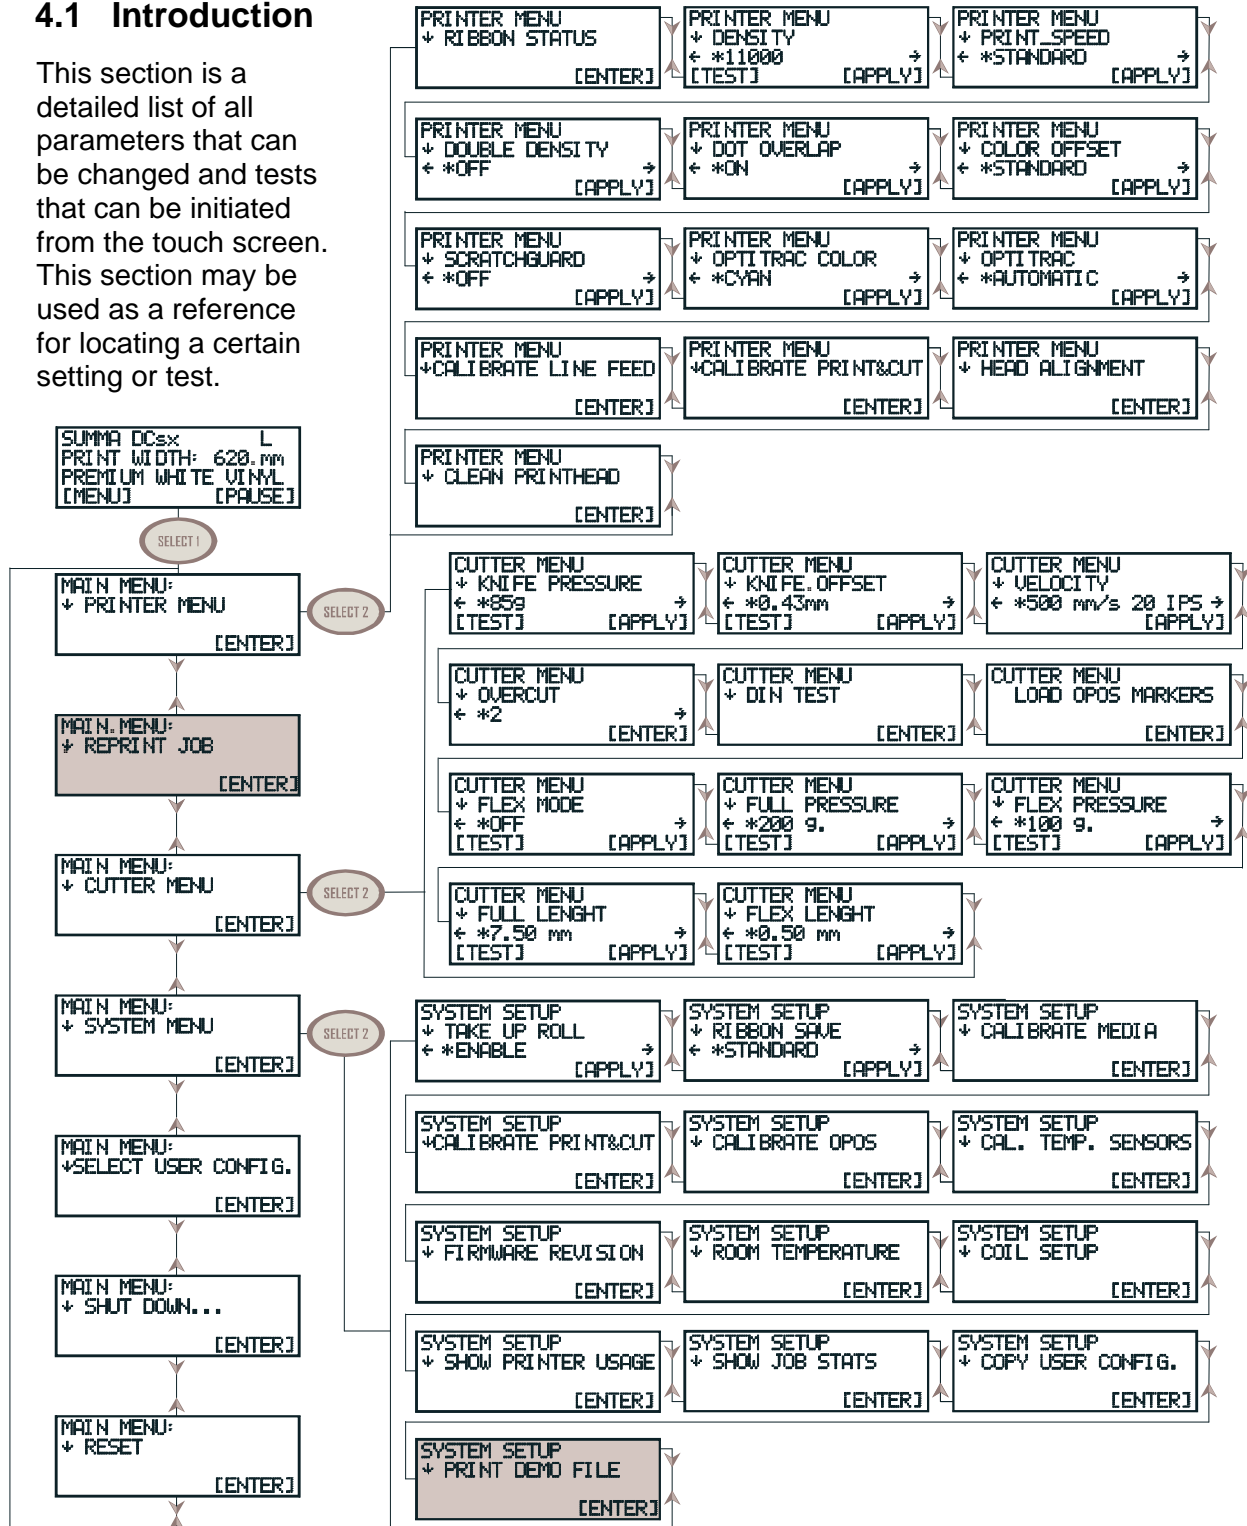 4.1 Introduction
This section is a
detailed list of all
parameters that can
be changed and tests
that can be initiated
from the touch screen.
This section may be
used as a reference
for locating a certain
setting or test.
SUMMA DCsx L
PRINT WIDTH: 620.mm
PREMIUM WHITE VINYL
[MENU] [PAUSE]
SELECT 1
MAIN MENU:
↓ PRINTER MENU
[ENTER]
SELECT 2
MAIN.MENU:
↓ REPRINT JOB
[ENTER]
MAIN MENU:
↓ CUTTER MENU
[ENTER]
SELECT 2
MAIN MENU:
↓ SYSTEM MENU
[ENTER]
SELECT 2
MAIN MENU:
↓SELECT USER CONFIG.
[ENTER]
MAIN MENU:
↓ SHUT DOWN...
[ENTER]
MAIN MENU:
↓ RESET
[ENTER]
PRINTER MENU
↓ RIBBON STATUS
[ENTER]
PRINTER MENU
↓ DENSITY
← *11000 →
[TEST] [APPLY]
PRINTER MENU
↓ PRINT_SPEED
← *STANDARD →
[APPLY]
PRINTER MENU
↓ DOUBLE DENSITY
← *OFF →
[APPLY]
PRINTER MENU
↓ DOT OVERLAP
← *ON →
[APPLY]
PRINTER MENU
↓ COLOR OFFSET
← *STANDARD →
[APPLY]
PRINTER MENU
↓ SCRATCHGUARD
← *OFF →
[APPLY]
PRINTER MENU
↓ OPTITRAC COLOR
← *CYAN →
[APPLY]
PRINTER MENU
↓ OPTITRAC
← *AUTOMATIC →
[APPLY]
PRINTER MENU
↓CALIBRATE LINE FEED
[ENTER]
PRINTER MENU
↓CALIBRATE PRINT&CUT
[ENTER]
PRINTER MENU
↓ HEAD ALIGNMENT
[ENTER]
PRINTER MENU
↓ CLEAN PRINTHEAD
[ENTER]
CUTTER MENU
↓ KNIFE PRESSURE
← *85g →
[TEST] [APPLY]
CUTTER MENU
↓ KNIFE.OFFSET
← *0.43mm →
[TEST] [APPLY]
CUTTER MENU
↓ VELOCITY
← *500 mm/s 20 IPS →
[APPLY]
CUTTER MENU
↓ OVERCUT
← *2 →
[ENTER]
CUTTER MENU
↓ DIN TEST
[ENTER]
CUTTER MENU
LOAD OPOS MARKERS
[ENTER]
CUTTER MENU
↓ FLEX MODE
← *OFF →
[TEST] [APPLY]
CUTTER MENU
↓ FULL PRESSURE
← *200 g. →
[TEST] [APPLY]
CUTTER MENU
↓ FLEX PRESSURE
← *100 g. →
[TEST] [APPLY]
CUTTER MENU
↓ FULL LENGHT
← *7.50 mm →
[TEST] [APPLY]
CUTTER MENU
↓ FLEX LENGHT
← *0.50 mm →
[TEST] [APPLY]
SYSTEM SETUP
↓ TAKE UP ROLL
← *ENABLE →
[APPLY]
SYSTEM SETUP
↓ RIBBON SAVE
← *STANDARD →
[APPLY]
SYSTEM SETUP
↓ CALIBRATE MEDIA
[ENTER]
SYSTEM SETUP
↓CALIBRATE PRINT&CUT
[ENTER]
SYSTEM SETUP
↓ CALIBRATE OPOS
[ENTER]
SYSTEM SETUP
↓ CAL. TEMP. SENSORS
[ENTER]
SYSTEM SETUP
↓ FIRMWARE REVISION
[ENTER]
SYSTEM SETUP
↓ ROOM TEMPERATURE
[ENTER]
SYSTEM SETUP
↓ COIL SETUP
[ENTER]
SYSTEM SETUP
↓ SHOW PRINTER USAGE
[ENTER]
SYSTEM SETUP
↓ SHOW JOB STATS
[ENTER]
SYSTEM SETUP
↓ COPY USER CONFIG.
[ENTER]
SYSTEM SETUP
↓ PRINT DEMO FILE
[ENTER]